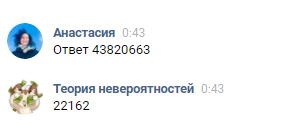 Анастасия 0:43
Ответ 43820663
Теория невероятностей 0:43
22162